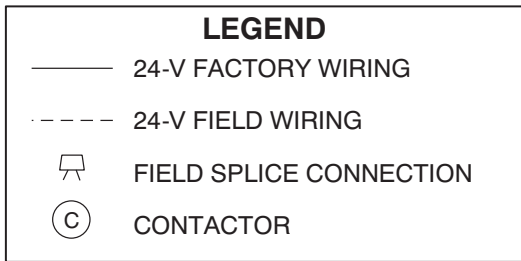 LEGEND
24-V FACTORY WIRING
24-V FIELD WIRING
FIELD SPLICE CONNECTION
C CONTACTOR